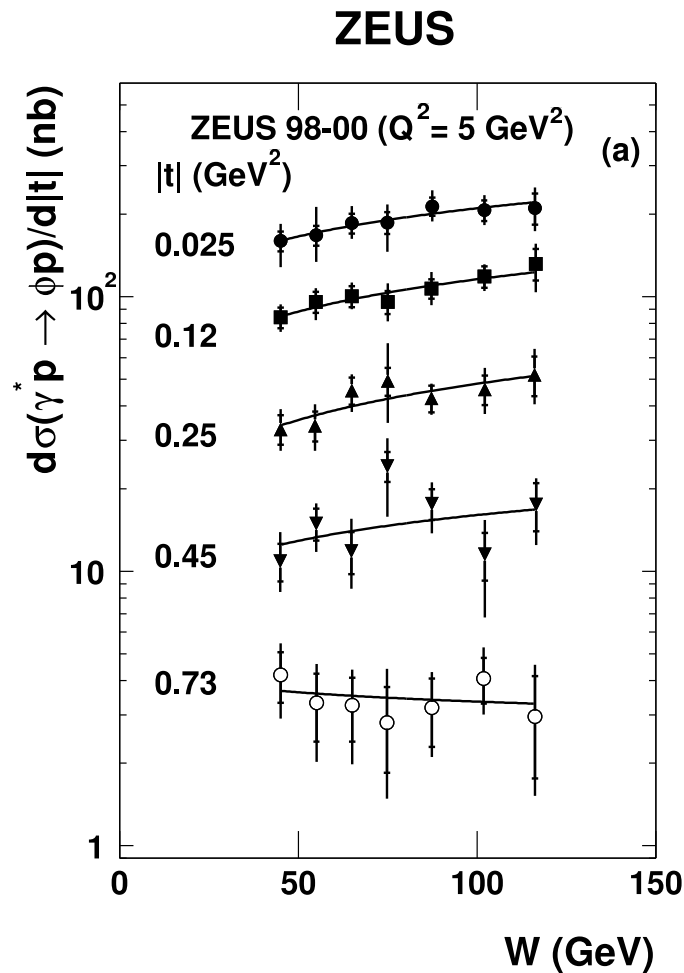 ZEUS
ZEUS 98-00 (Q² = 5 GeV²)
(a)
|t| (GeV²)
0.025
0.12
0.25
0.45
0.73
dσ(γ* p → ϕp)/d|t| (nb)
10²
10
1
0
50
100
150
W (GeV)